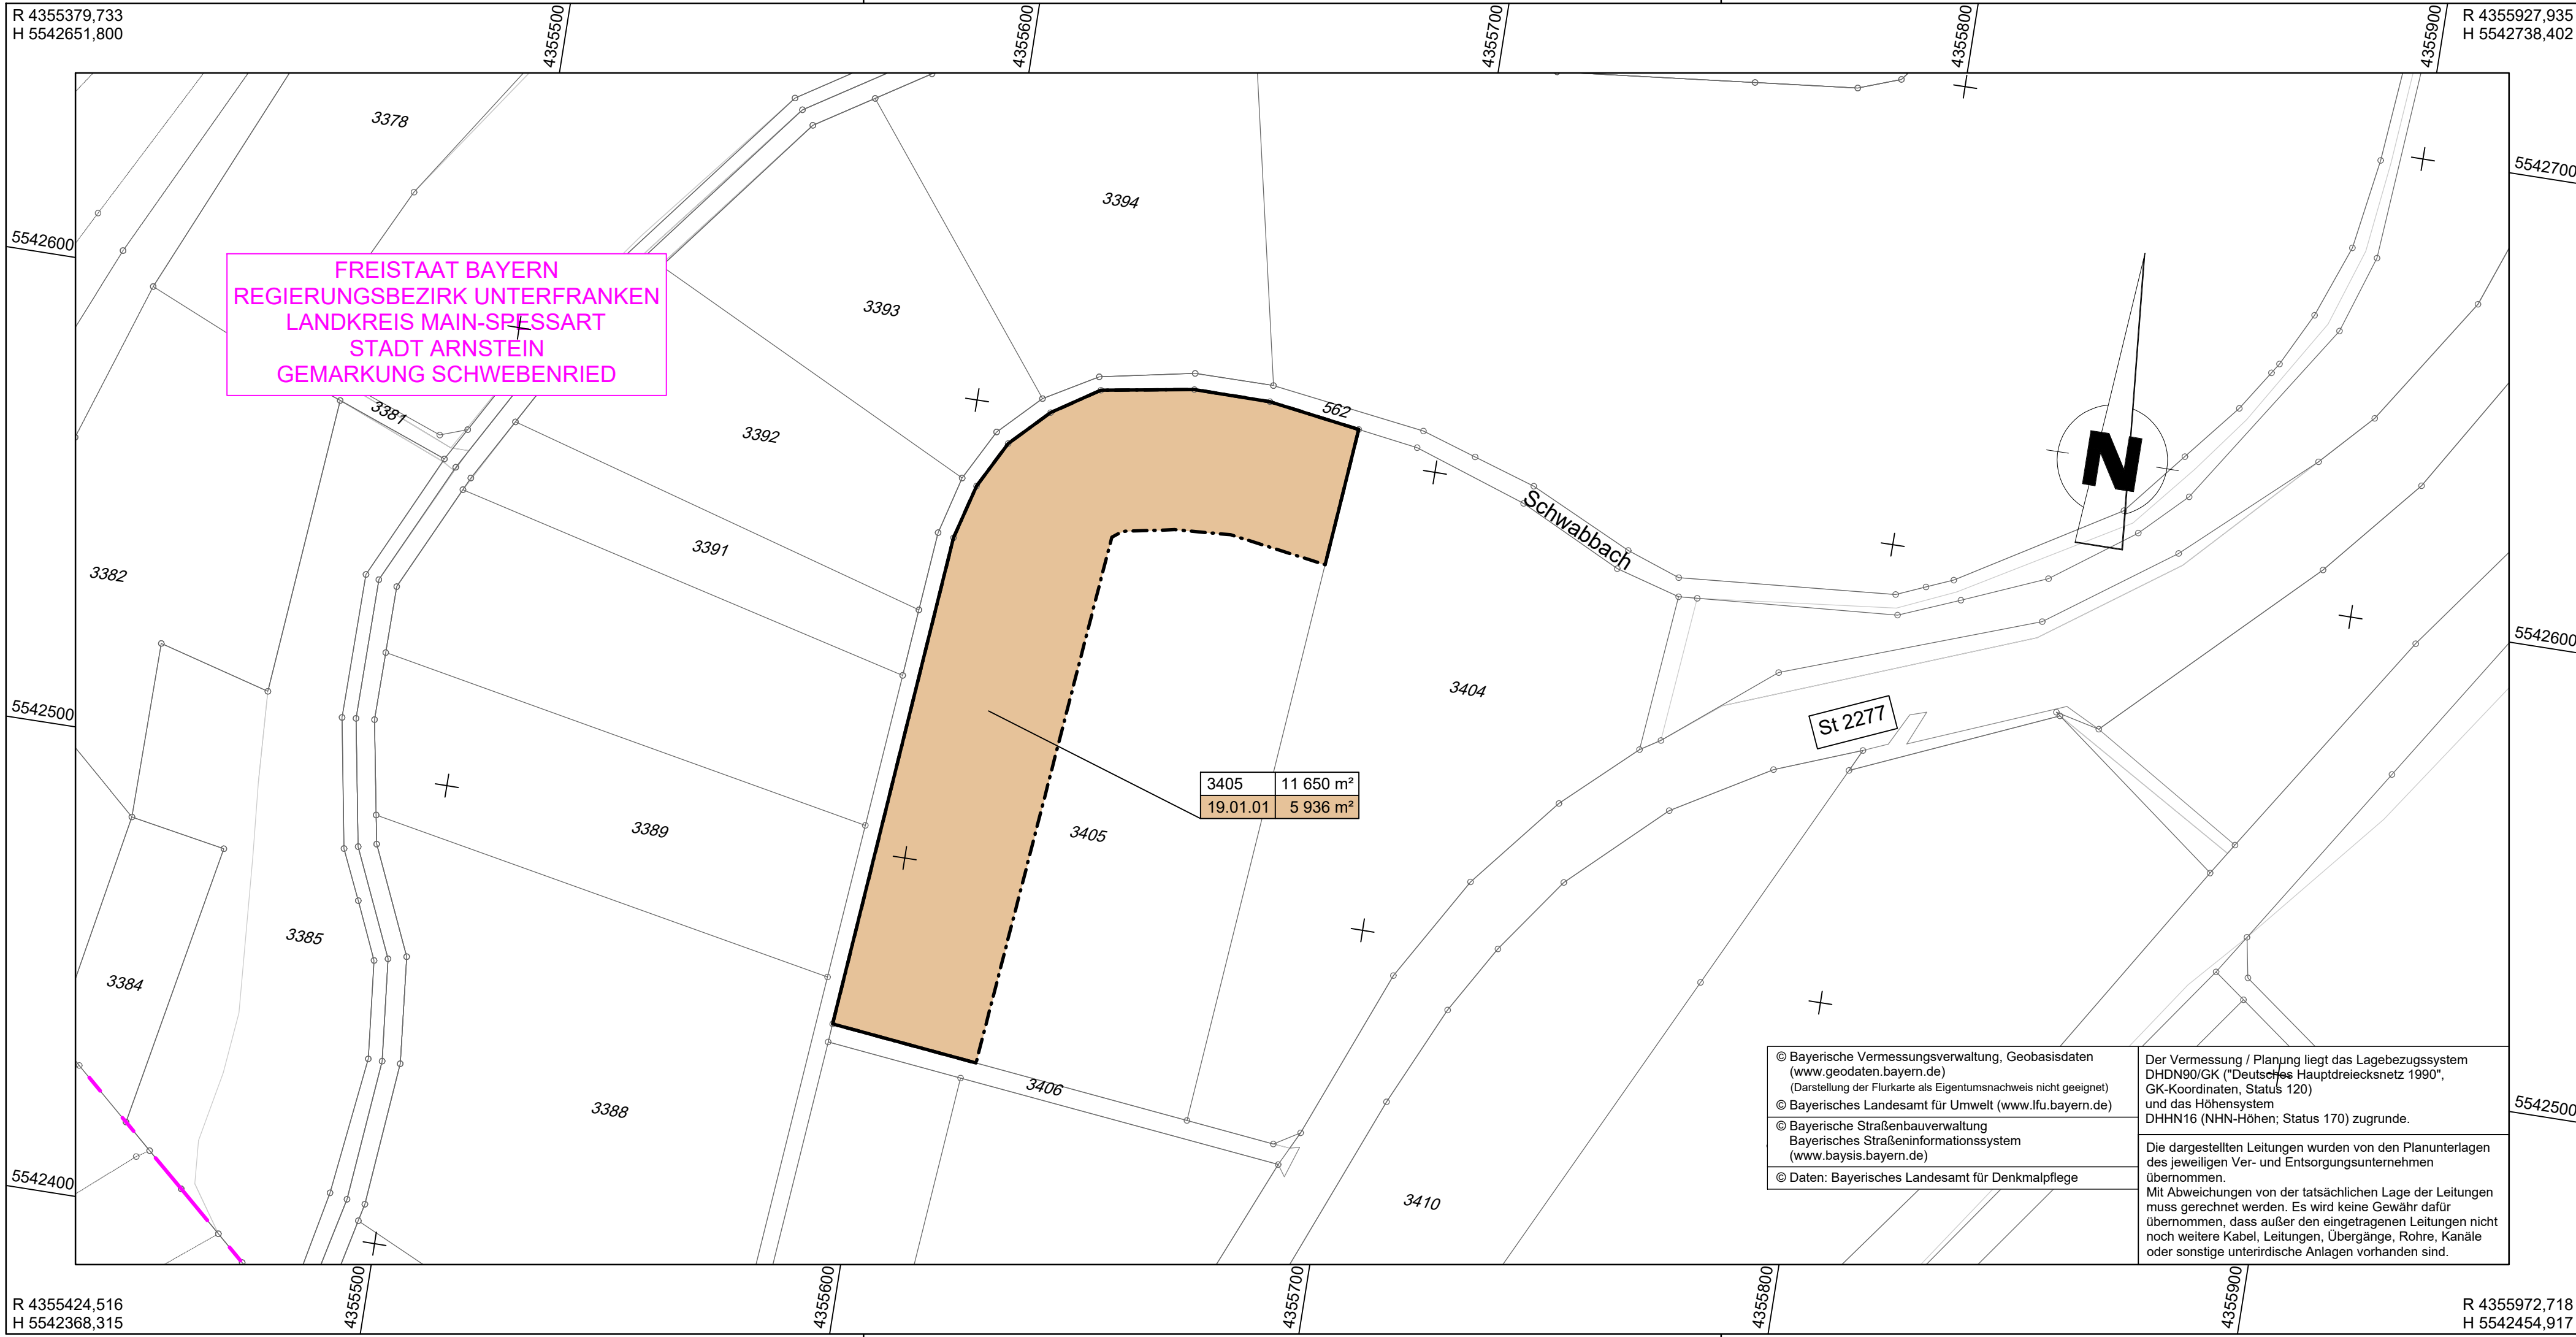 R 4355379,733
H 5542651,800
4355500
4355600
4355700
4355800
4355900
R 4355927,935
H 5542738,402
5542600
5542500
5542400
5542700
5542600
5542500
3378
3394
FREISTAAT BAYERN
REGIERUNGSBEZIRK UNTERFRANKEN
LANDKREIS MAIN-SPESSART
STADT ARNSTEIN
GEMARKUNG SCHWEBENRIED
3393
3381
3392
562
N
Schwabbach
3391
3382
3404
St 2277
3405 11 650 m²
19.01.01 5 936 m²
3389
3405
3385
3384
3406
3388
3410
© Bayerische Vermessungsverwaltung, Geobasisdaten
(www.geodaten.bayern.de)
(Darstellung der Flurkarte als Eigentumsnachweis nicht geeignet)
© Bayerisches Landesamt für Umwelt (www.lfu.bayern.de)
© Bayerische Straßenbauverwaltung
Bayerisches Straßeninformationssystem
(www.baysis.bayern.de)
© Daten: Bayerisches Landesamt für Denkmalpflege
Der Vermessung / Planung liegt das Lagebezugssystem
DHDN90/GK ("Deutsches Hauptdreiecksnetz 1990",
GK-Koordinaten, Status 120)
und das Höhensystem
DHHN16 (NHN-Höhen; Status 170) zugrunde.
Die dargestellten Leitungen wurden von den Planunterlagen
des jeweiligen Ver- und Entsorgungsunternehmen
übernommen.
Mit Abweichungen von der tatsächlichen Lage der Leitungen
muss gerechnet werden. Es wird keine Gewähr dafür
übernommen, dass außer den eingetragenen Leitungen nicht
noch weitere Kabel, Leitungen, Übergänge, Rohre, Kanäle
oder sonstige unterirdische Anlagen vorhanden sind.
R 4355424,516
H 5542368,315
4355500
4355600
4355700
4355800
4355900
R 4355972,718
H 5542454,917